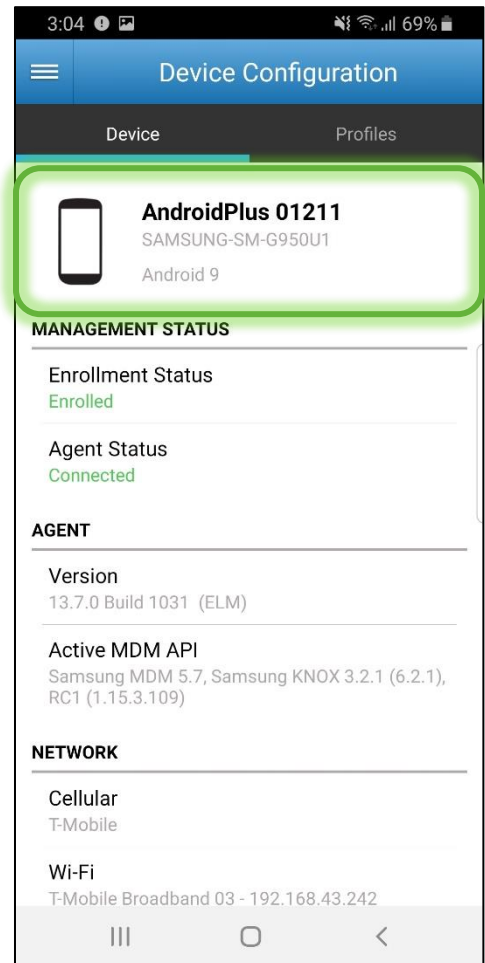 3:04 69%
Device Configuration
Device Profiles
AndroidPlus 01211
SAMSUNG-SM-G950U1
Android 9
MANAGEMENT STATUS
Enrollment Status
Enrolled
Agent Status
Connected
AGENT
Version
13.7.0 Build 1031 (ELM)
Active MDM API
Samsung MDM 5.7, Samsung KNOX 3.2.1 (6.2.1),
RC1 (1.15.3.109)
NETWORK
Cellular
T-Mobile
Wi-Fi
T-Mobile Broadband 03 - 192.168.43.242